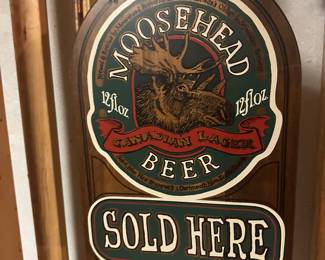 MOOSEHEAD
12 fl oz. 12 fl oz.
CANADIAN LAGER
BEER
SOLD HERE